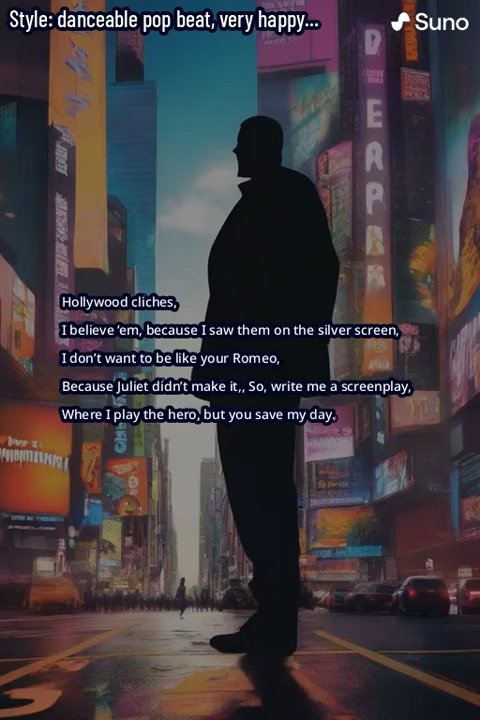 Style: danceable pop beat, very happy...
Suno
Hollywood cliches,
I believe 'em, because I saw them on the silver screen,
I don't want to be like your Romeo,
Because Juliet didn't make it,, So, write me a screenplay,
Where I play the hero, but you save my day.